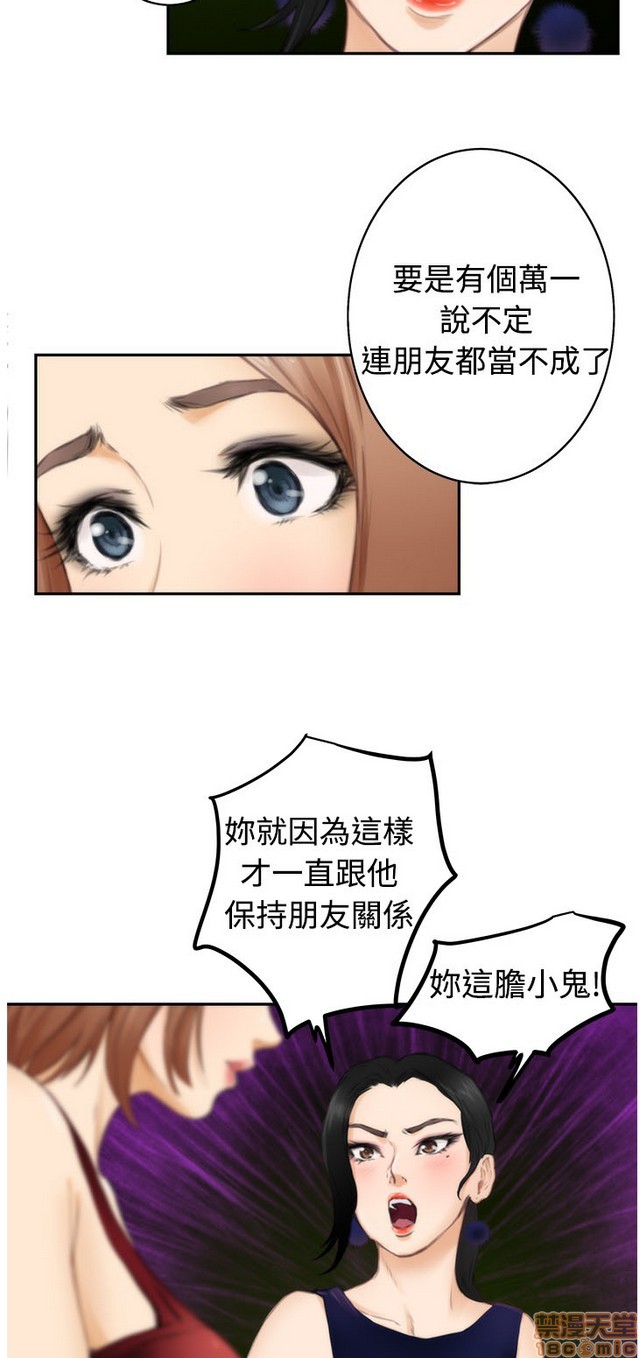 要是有個萬一
說不定
連朋友都當不成了
妳就因為這樣
才一直跟他
保持朋友關係
妳這膽小鬼!
禁漫天堂
18comic